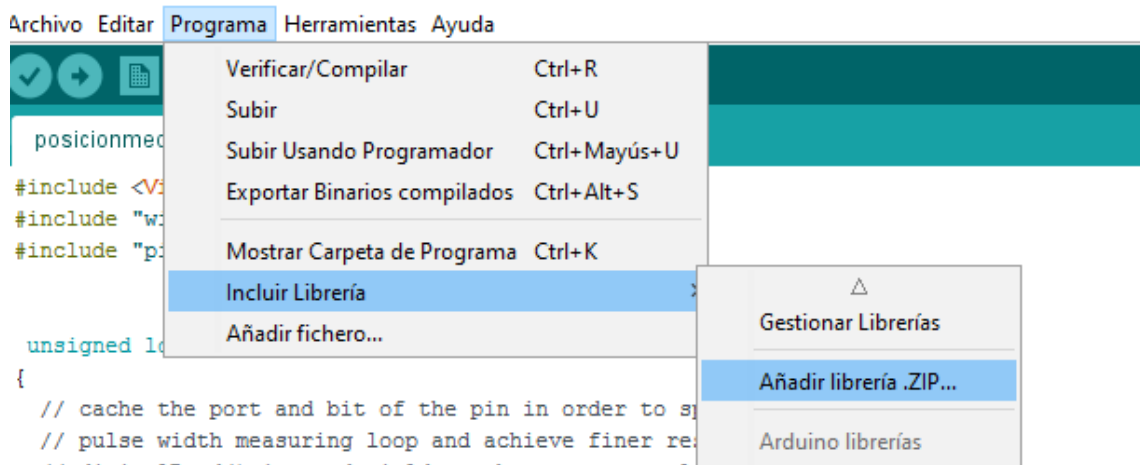 Archivo Editar Programa Herramientas Ayuda
Verificar/Compilar Ctrl+R
Subir Ctrl+U
Subir Usando Programador Ctrl+Mayús+U
Exportar Binarios compilados Ctrl+Alt+S
Mostrar Carpeta de Programa Ctrl+K
Incluir Librería
Añadir fichero...
Gestionar Librerías
Añadir librería .ZIP...
Arduino librerías
posicionmed
#include <Vi
#include "wi
#include "pi
unsigned lo
{
// cache the port and bit of the pin in order to sp
// pulse width measuring loop and achieve finer re